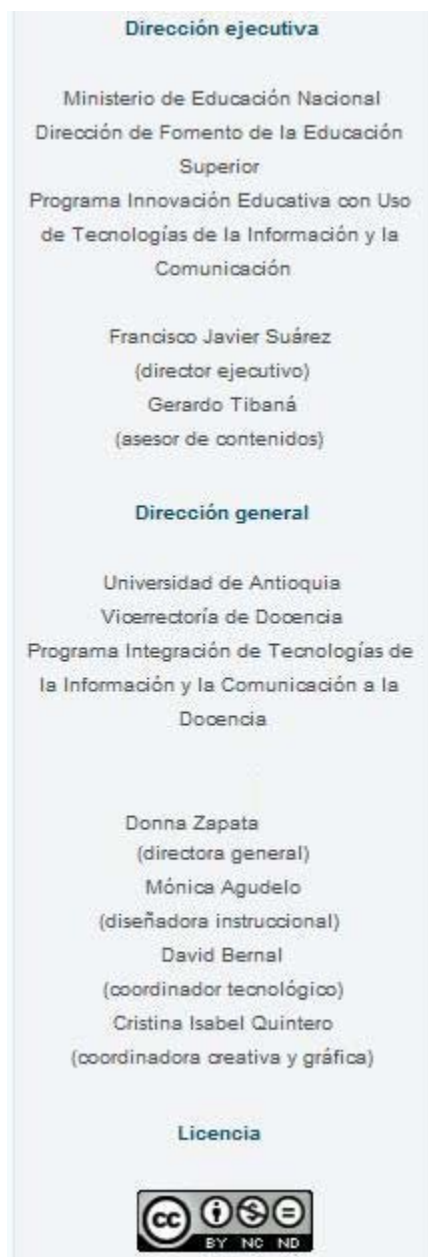 Dirección ejecutiva
Ministerio de Educación Nacional
Dirección de Fomento de la Educación
Superior
Programa Innovación Educativa con Uso
de Tecnologías de la Información y la
Comunicación
Francisco Javier Suárez
(director ejecutivo)
Gerardo Tibaná
(asesor de contenidos)
Dirección general
Universidad de Antioquia
Vicerrectoría de Docencia
Programa Integración de Tecnologías de
la Información y la Comunicación a la
Docencia
Donna Zapata
(directora general)
Mónica Agudelo
(diseñadora instruccional)
David Bernal
(coordinador tecnológico)
Cristina Isabel Quintero
(coordinadora creativa y gráfica)
Licencia
cc
BY NC ND